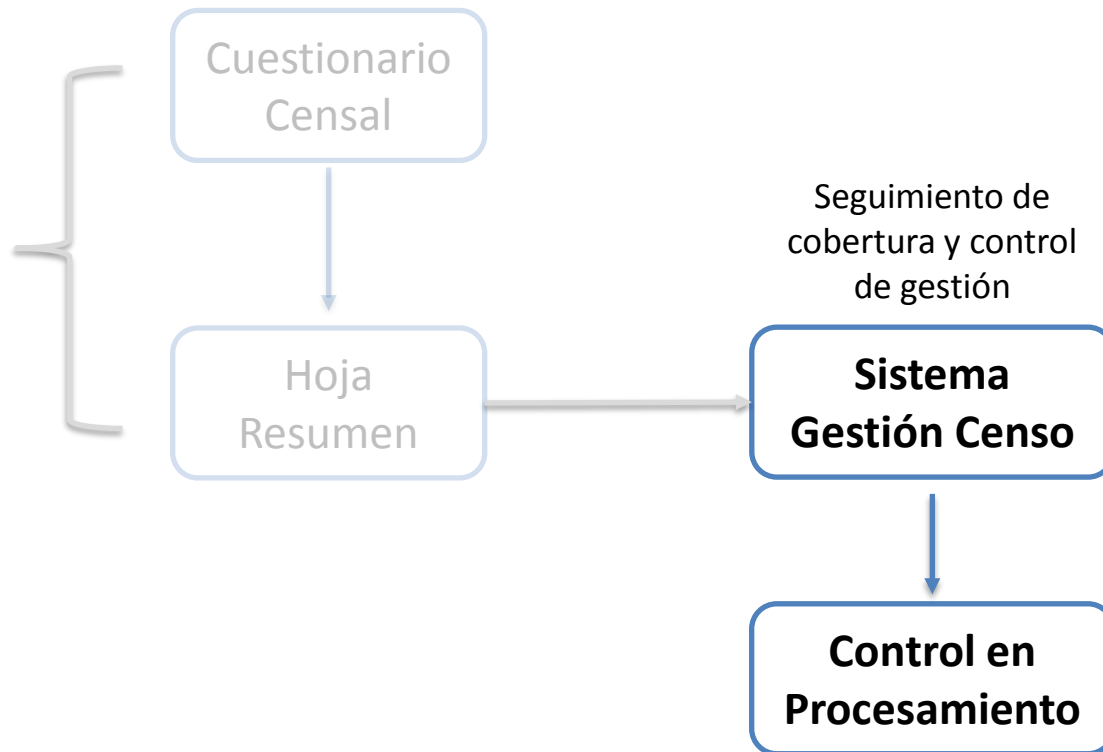 Cuestionario
Censal
Hoja
Resumen
Seguimiento de
cobertura y control
de gestión
Sistema
Gestión Censo
Control en
Procesamiento